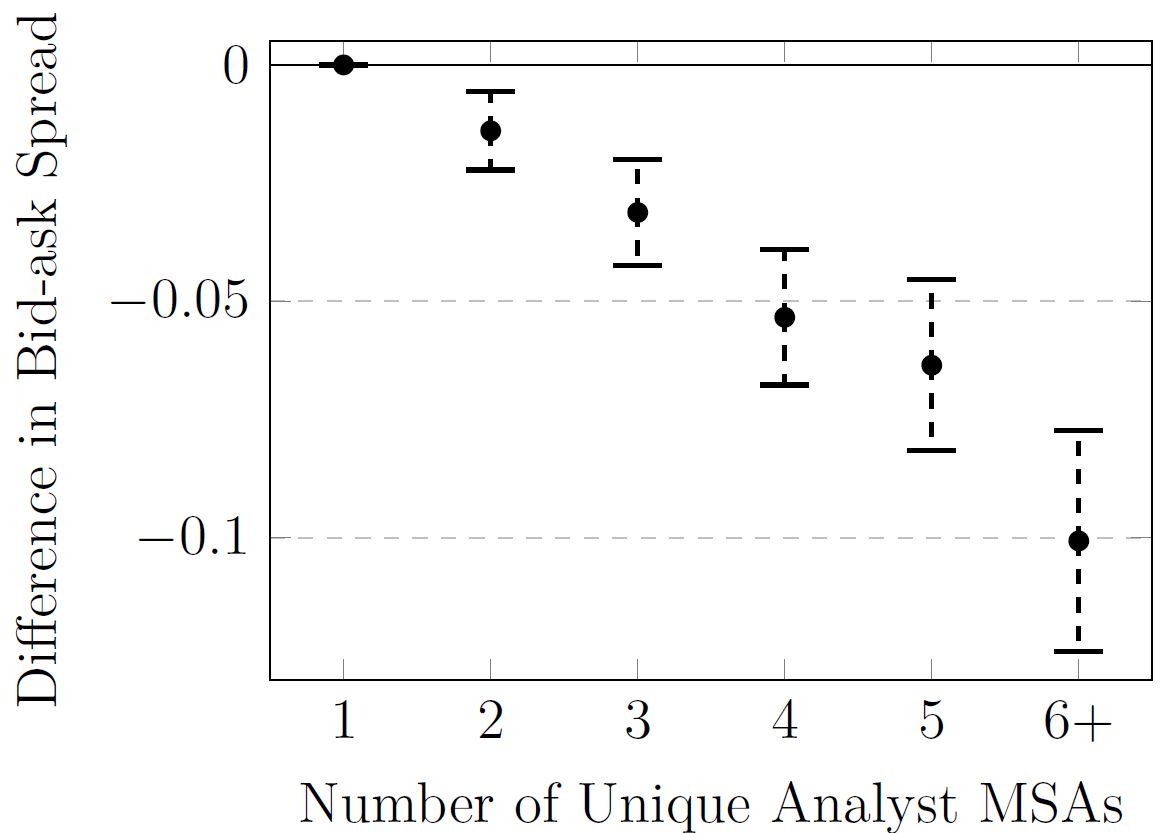 Difference in Bid-ask Spread
0
−0.05
−0.1
1 2 3 4 5 6+
Number of Unique Analyst MSAs